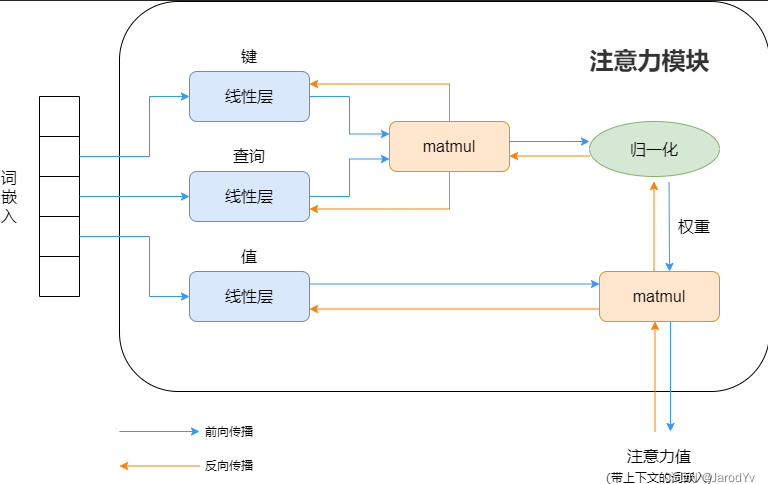 注意力模块
键
线性层
matmul
归一化
查询
线性层
词嵌入
权重
值
线性层
matmul
前向传播
反向传播
注意力值
(带上下文的词嵌入)
@JarodYv